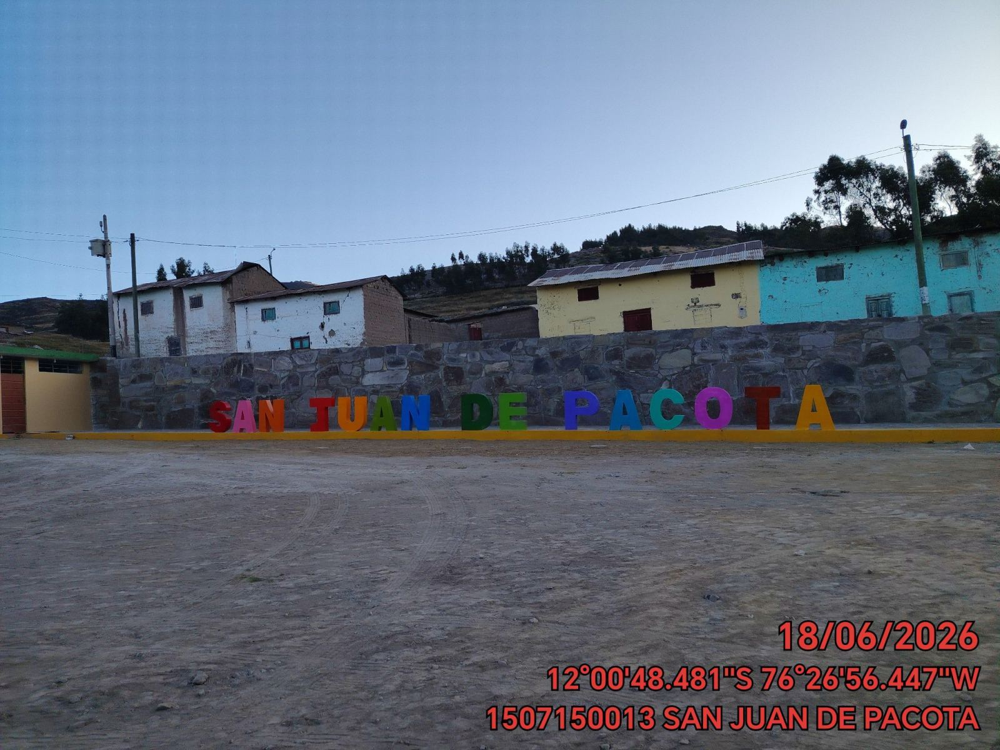 SAN JUAN DE PACOTA
18/06/2026
12°00'48.481"S 76°26'56.447"W
1507150013 SAN JUAN DE PACOTA